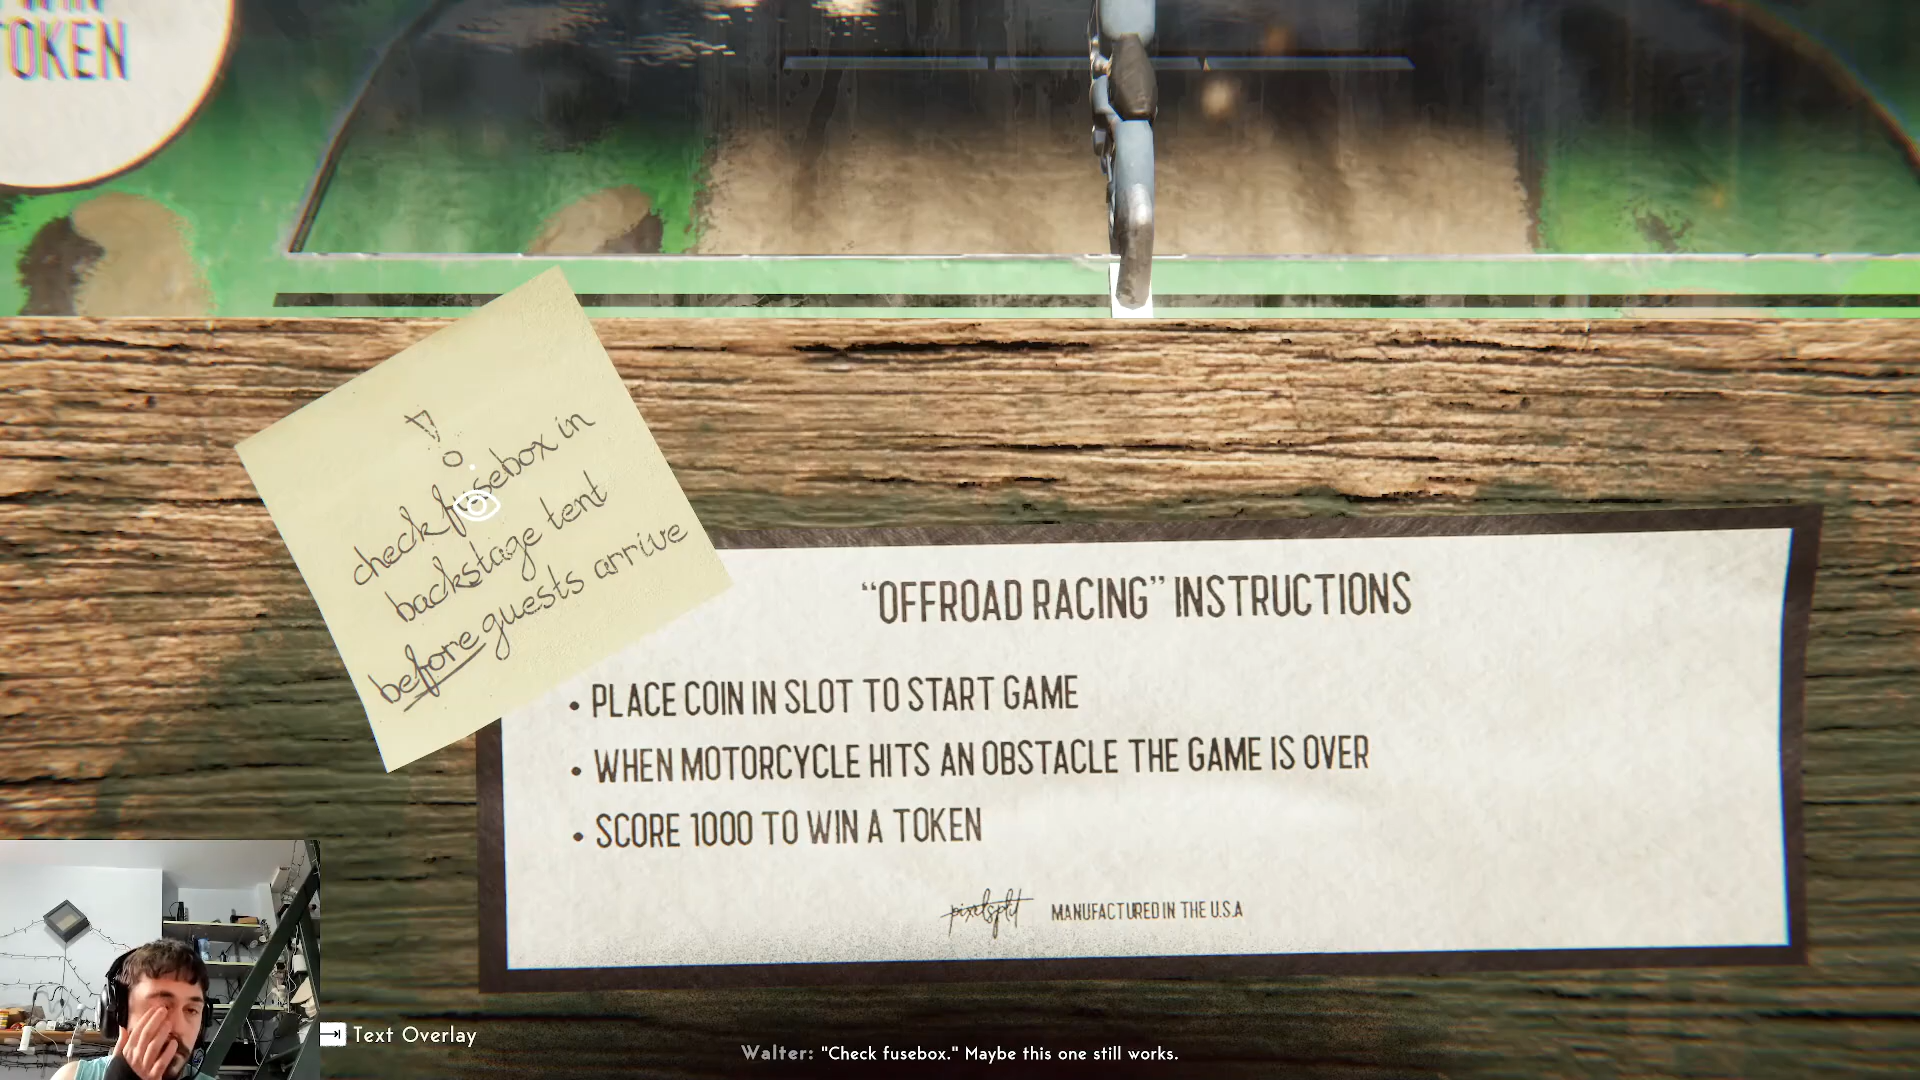 TOKEN
!
check fusebox in
backstage tent
before guests arrive
"OFFROAD RACING" INSTRUCTIONS
• PLACE COIN IN SLOT TO START GAME
• WHEN MOTORCYCLE HITS AN OBSTACLE THE GAME IS OVER
• SCORE 1000 TO WIN A TOKEN
pixelsplit MANUFACTURED IN THE U.S.A
Text Overlay
Walter: "Check fusebox." Maybe this one still works.